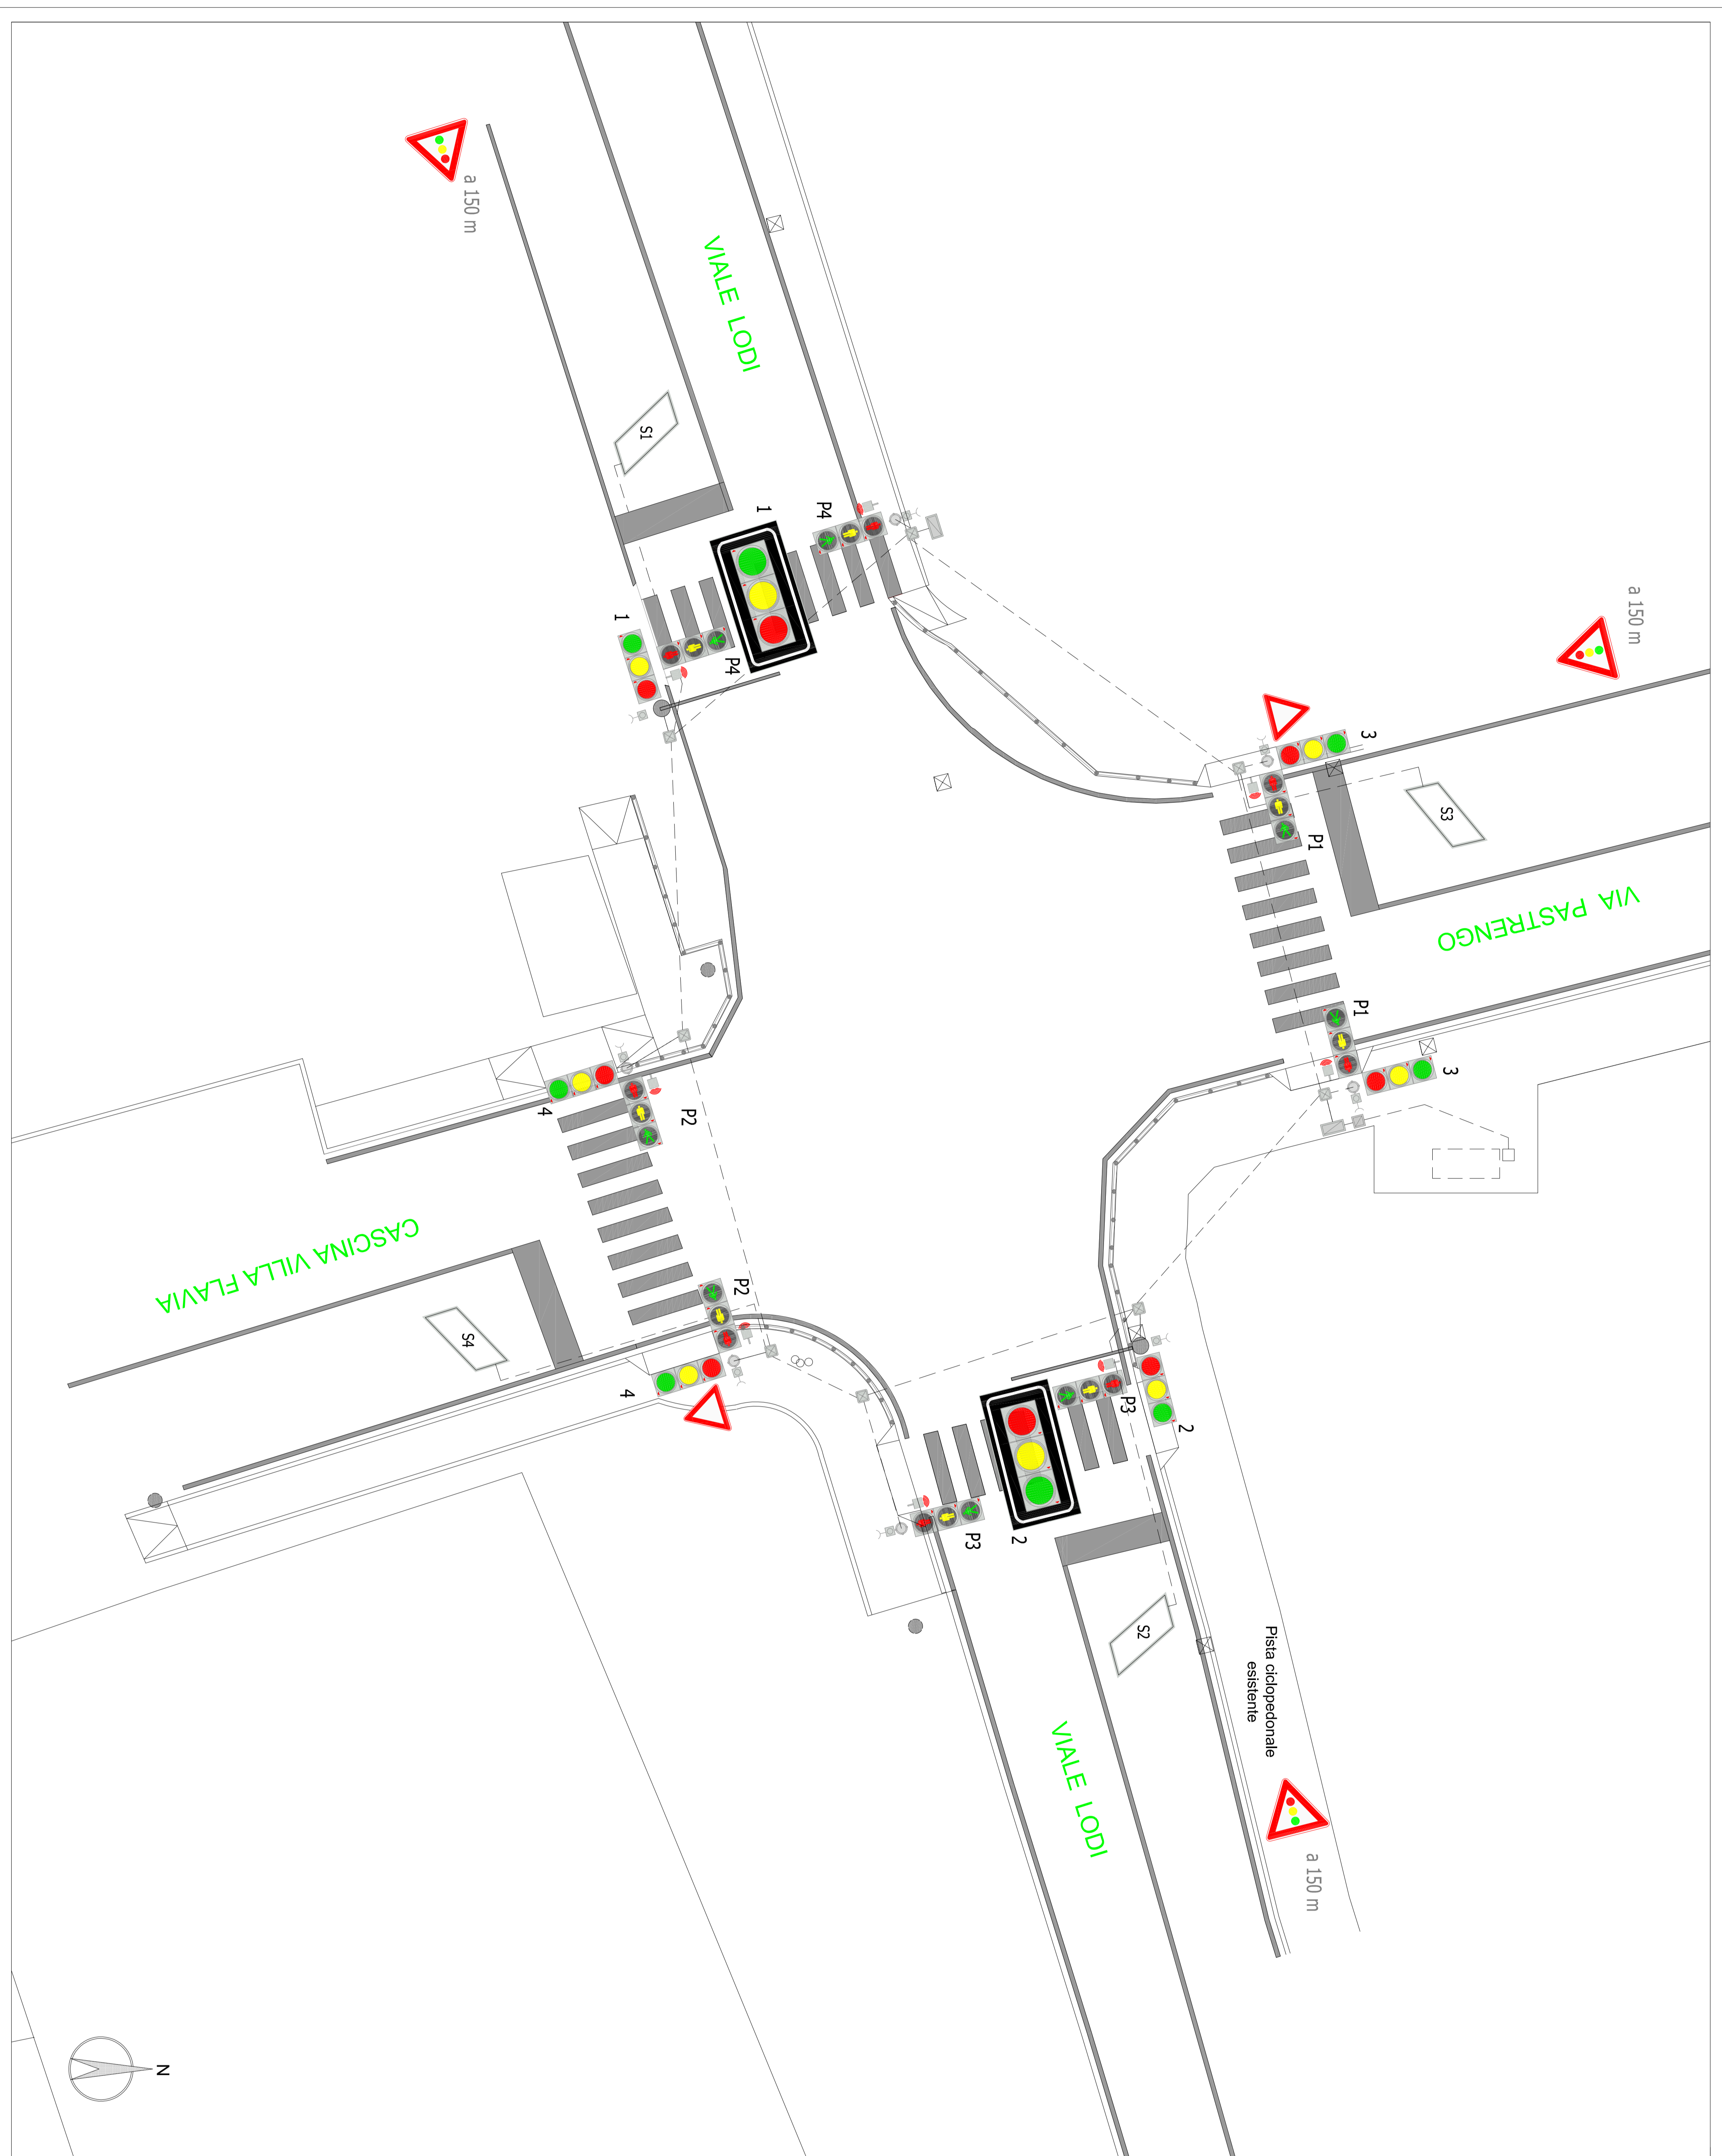 a 150 m
VIALE LODI
S1
1
P4
1
P4
a 150 m
3
S3
P1
VIA PASTRENGO
P1
3
4
P2
CASCINA VILLA FLAVIA
P2
S4
4
P3
2
P3
2
S2
Pista ciclopedonale
esistente
VIALE LODI
a 150 m
N